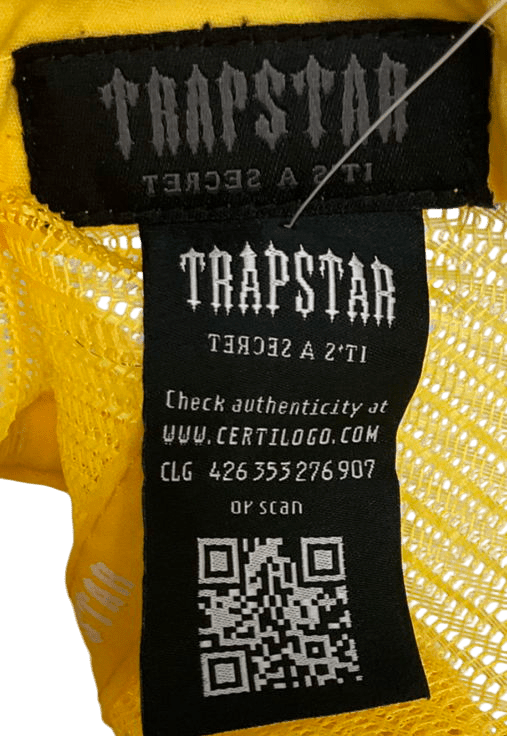 TRAPSTAR
IT'S A SECRET
TRAPSTAR
IT'S A SECRET
Check authenticity at
WWW.CERTILOGO.COM
CLG 426 353 276 907
or scan
TAR